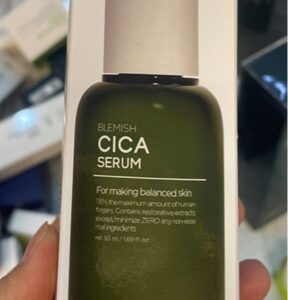 BLEMISH
CICA
SERUM
For making balanced skin
TEN, the maximum amount of human
fingers. Contains restorative extracts
except/minimize ZERO any non-esse
ntal ingredients.
net 50 ml / 1.69 fl. oz